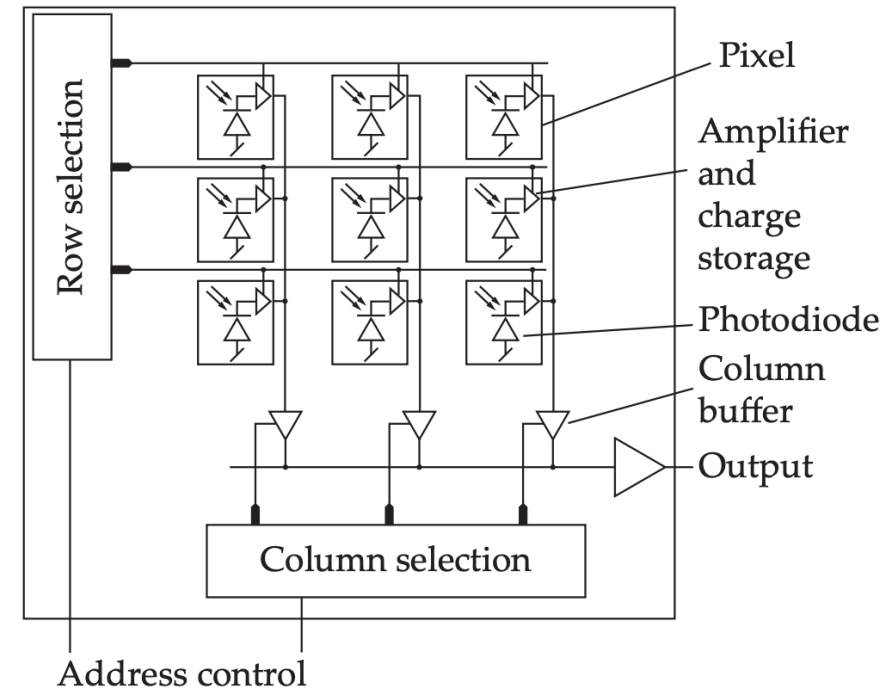 Row selection
Pixel
Amplifier
and
charge
storage
Photodiode
Column
buffer
Output
Column selection
Address control